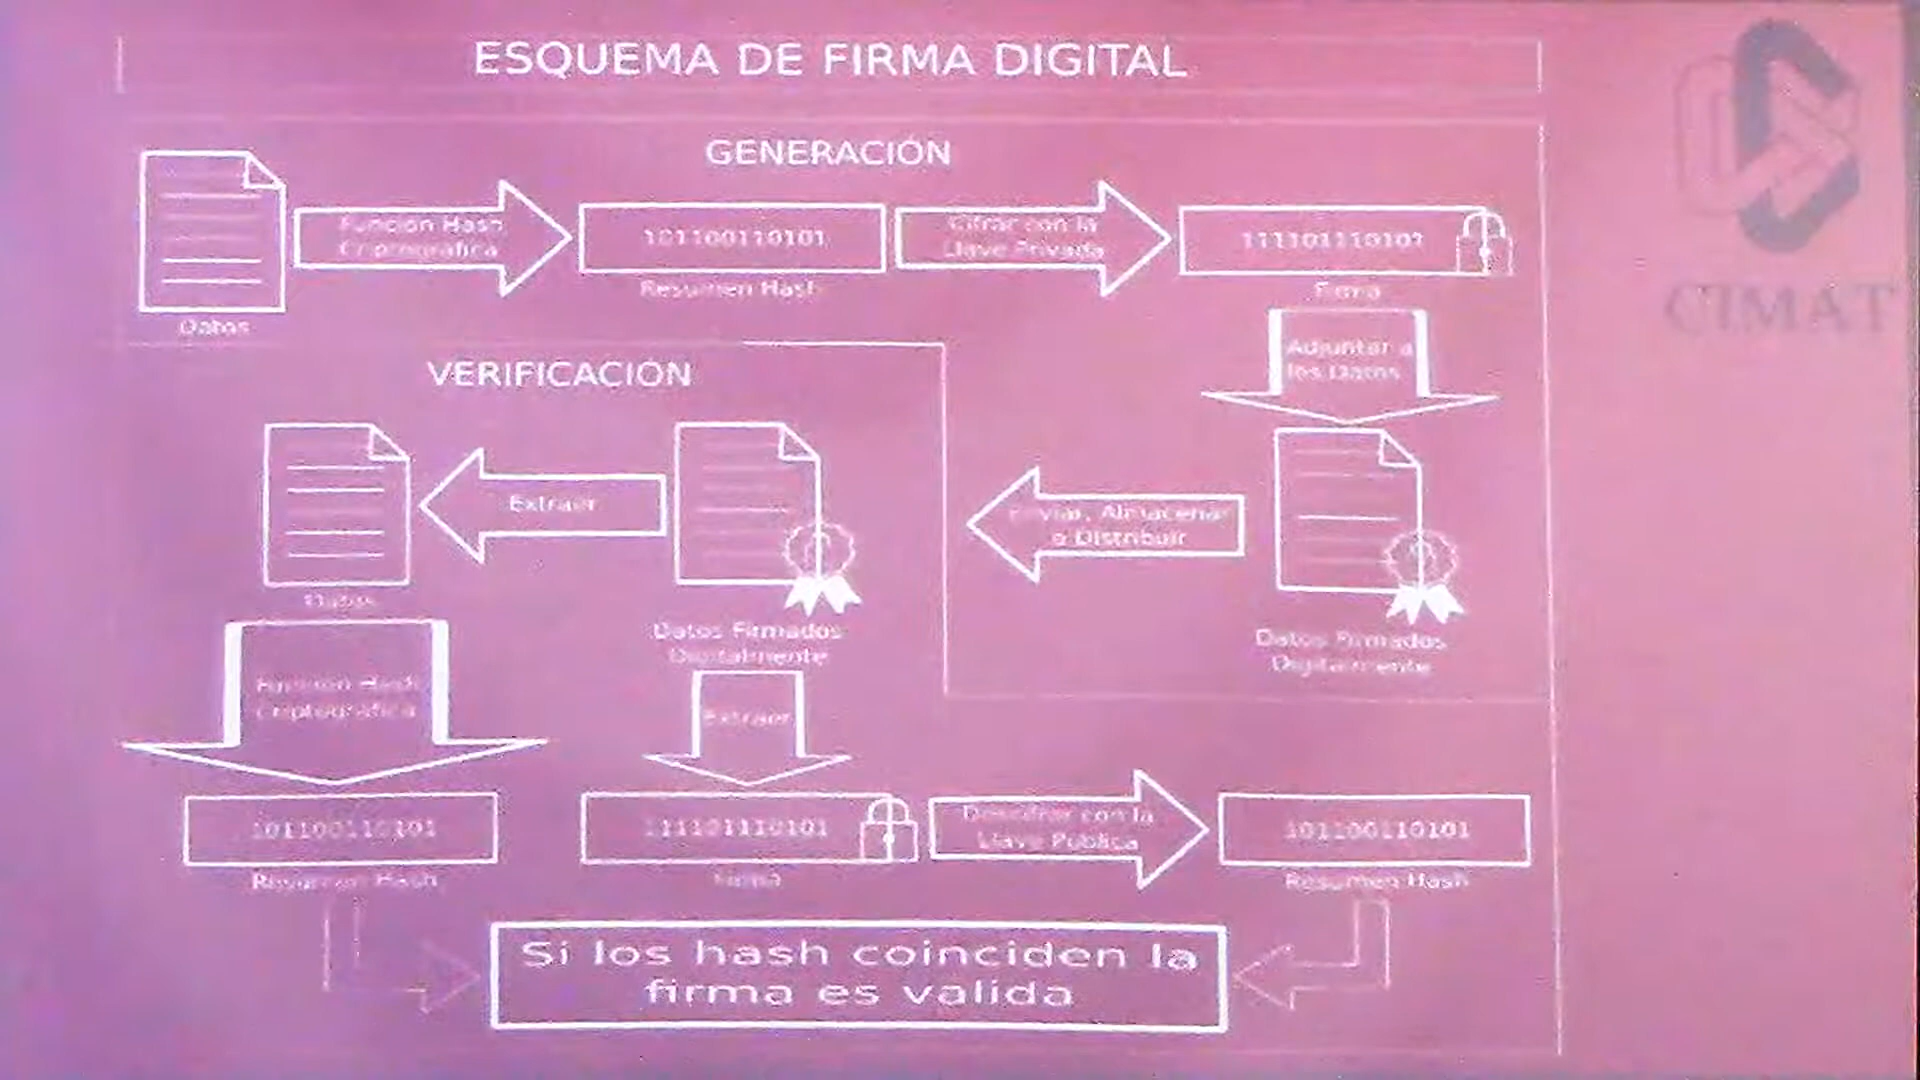 ESQUEMA DE FIRMA DIGITAL
GENERACIÓN
Función Hash
Criptográfica
101100110101
Cifrar con la
Llave Privada
111101110101
Datos
Resumen Hash
Firma
Adjuntar a
los Datos
CIMAT
VERIFICACIÓN
Extraer
Enviar, Almacenar
o Distribuir
Datos
Datos Firmados
Digitalmente
Datos Firmados
Digitalmente
Función Hash
Criptográfica
Extraer
101100110101
111101110101
Descifrar con la
Llave Pública
101100110101
Resumen Hash
Firma
Resumen Hash
Si los hash coinciden la
firma es valida